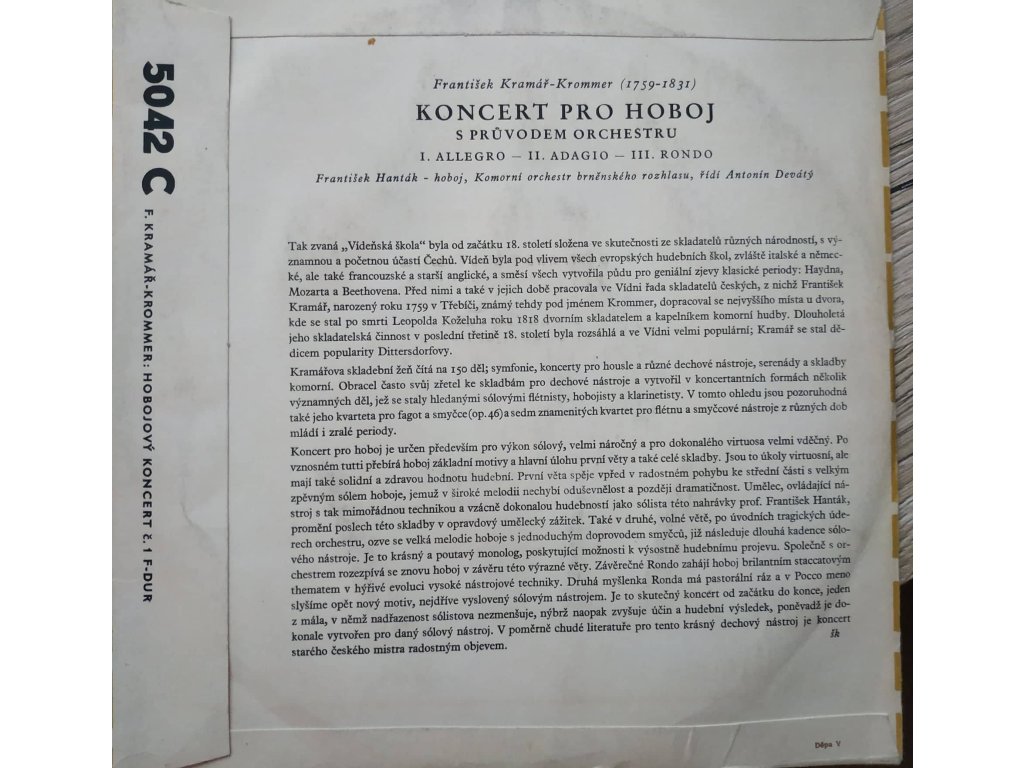 5042 C F. KRAMÁŘ-KROMMER: HOBOJOVÝ KONCERT č. 1 F-DUR
František Kramář-Krommer (1759-1831)
KONCERT PRO HOBOJ
S PRŮVODEM ORCHESTRU
I. ALLEGRO — II. ADAGIO — III. RONDO
František Hanták - hoboj, Komorní orchestr brněnského rozhlasu, řídí Antonín Devátý
Tak zvaná „Vídeňská škola“ byla od začátku 18. století složena ve skutečnosti ze skladatelů různých národností, s vý-
znamnou a početnou účastí Čechů. Vídeň byla pod vlivem všech evropských hudebních škol, zvláště italské a němec-
ké, ale také francouzské a starší anglické, a směsí všech vytvořila půdu pro geniální zjevy klasické periody: Haydna,
Mozarta a Beethovena. Před nimi a také v jejich době pracovala ve Vídni řada skladatelů českých, z nichž František
Kramář, narozený roku 1759 v Třebíči, známý tehdy pod jménem Krommer, dopracoval se nejvyššího místa u dvora,
kde se stal po smrti Leopolda Koželuha roku 1818 dvorním skladatelem a kapelníkem komorní hudby. Dlouholetá
jeho skladatelská činnost v poslední třetině 18. století byla rozsáhlá a ve Vídni velmi populární; Kramář se stal dě-
dicem popularity Dittersdorfovy.
Kramářova skladební žeň čítá na 150 děl; symfonie, koncerty pro housle a různé dechové nástroje, serenády a skladby
komorní. Obracel často svůj zřetel ke skladbám pro dechové nástroje a vytvořil v koncertantních formách několik
významných děl, jež se staly hledanými sólovými flétnisty, hobojisty a klarinetisty. V tomto ohledu jsou pozoruhodná
také jeho kvarteta pro fagot a smyčce (op. 46) a sedm znamenitých kvartet pro flétnu a smyčcové nástroje z různých dob
mládí i zralé periody.
Koncert pro hoboj je určen především pro výkon sólový, velmi náročný a pro dokonalého virtuosa velmi vděčný. Po
vznosném tutti přebírá hoboj základní motivy a hlavní úlohu první věty a také celé skladby. Jsou to úkoly virtuosní, ale
mají také solidní a zdravou hodnotu hudební. První věta spěje vpřed v radostném pohybu ke střední části s velkým
zpěvným sólem hoboje, jemuž v široké melodii nechybí oduševnělost a později dramatičnost. Umělec, ovládající ná-
stroj s tak mimořádnou technikou a vzácně dokonalou hudebností jako sólista této nahrávky prof. František Hanták,
promění poslech této skladby v opravdový umělecký zážitek. Také v druhé, volné větě, po úvodních tragických úde-
rech orchestru, ozve se velká melodie hoboje s jednoduchým doprovodem smyčců, již následuje dlouhá kadence sólo-
vého nástroje. Je to krásný a poutavý monolog, poskytující možnosti k výsostně hudebnímu projevu. Společně s or-
chestrem rozezpívá se znovu hoboj v závěru této výrazné věty. Závěrečné Rondo zahájí hoboj brilantním staccatovým
thematem v hýřivé evoluci vysoké nástrojové techniky. Druhá myšlenka Ronda má pastorální ráz a v Pocco meno
slyšíme opět nový motiv, nejdříve vyslovený sólovým nástrojem. Je to skutečný koncert od začátku do konce, jeden
z mála, v němž nadřazenost sólistova nezmenšuje, nýbrž naopak zvyšuje účin a hudební výsledek, poněvadž je do-
konale vytvořen pro daný sólový nástroj. V poměrně chudé literatuře pro tento krásný dechový nástroj je koncert
starého českého mistra radostným objevem.
šk
Děpa V